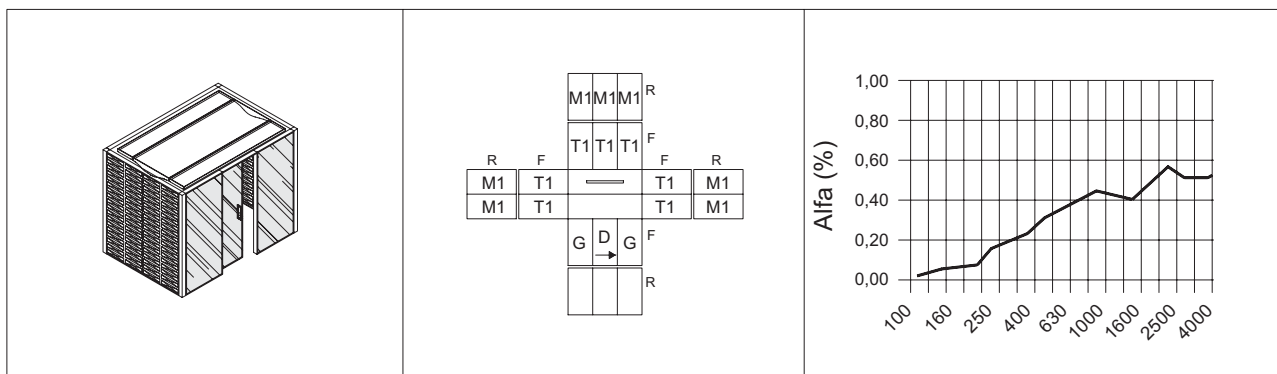 M1 M1 M1 R
T1 T1 T1 F
R F F R
M1 T1 T1 M1
M1 T1 T1 M1
G D G F
R
Alfa (%)
1,00
0,80
0,60
0,40
0,20
0,00
100 160 250 400 630 1000 1600 2500 4000